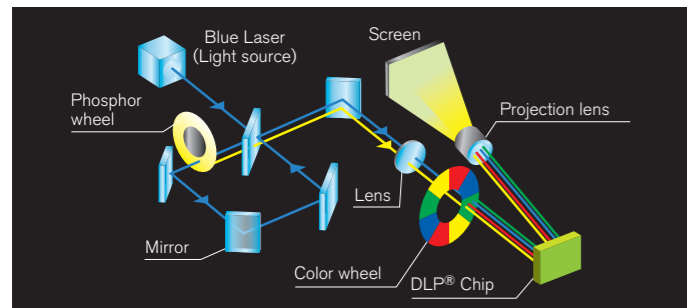 Blue Laser
(Light source)
Screen
Phosphor
wheel
Projection lens
Lens
Mirror
Color wheel
DLP® Chip